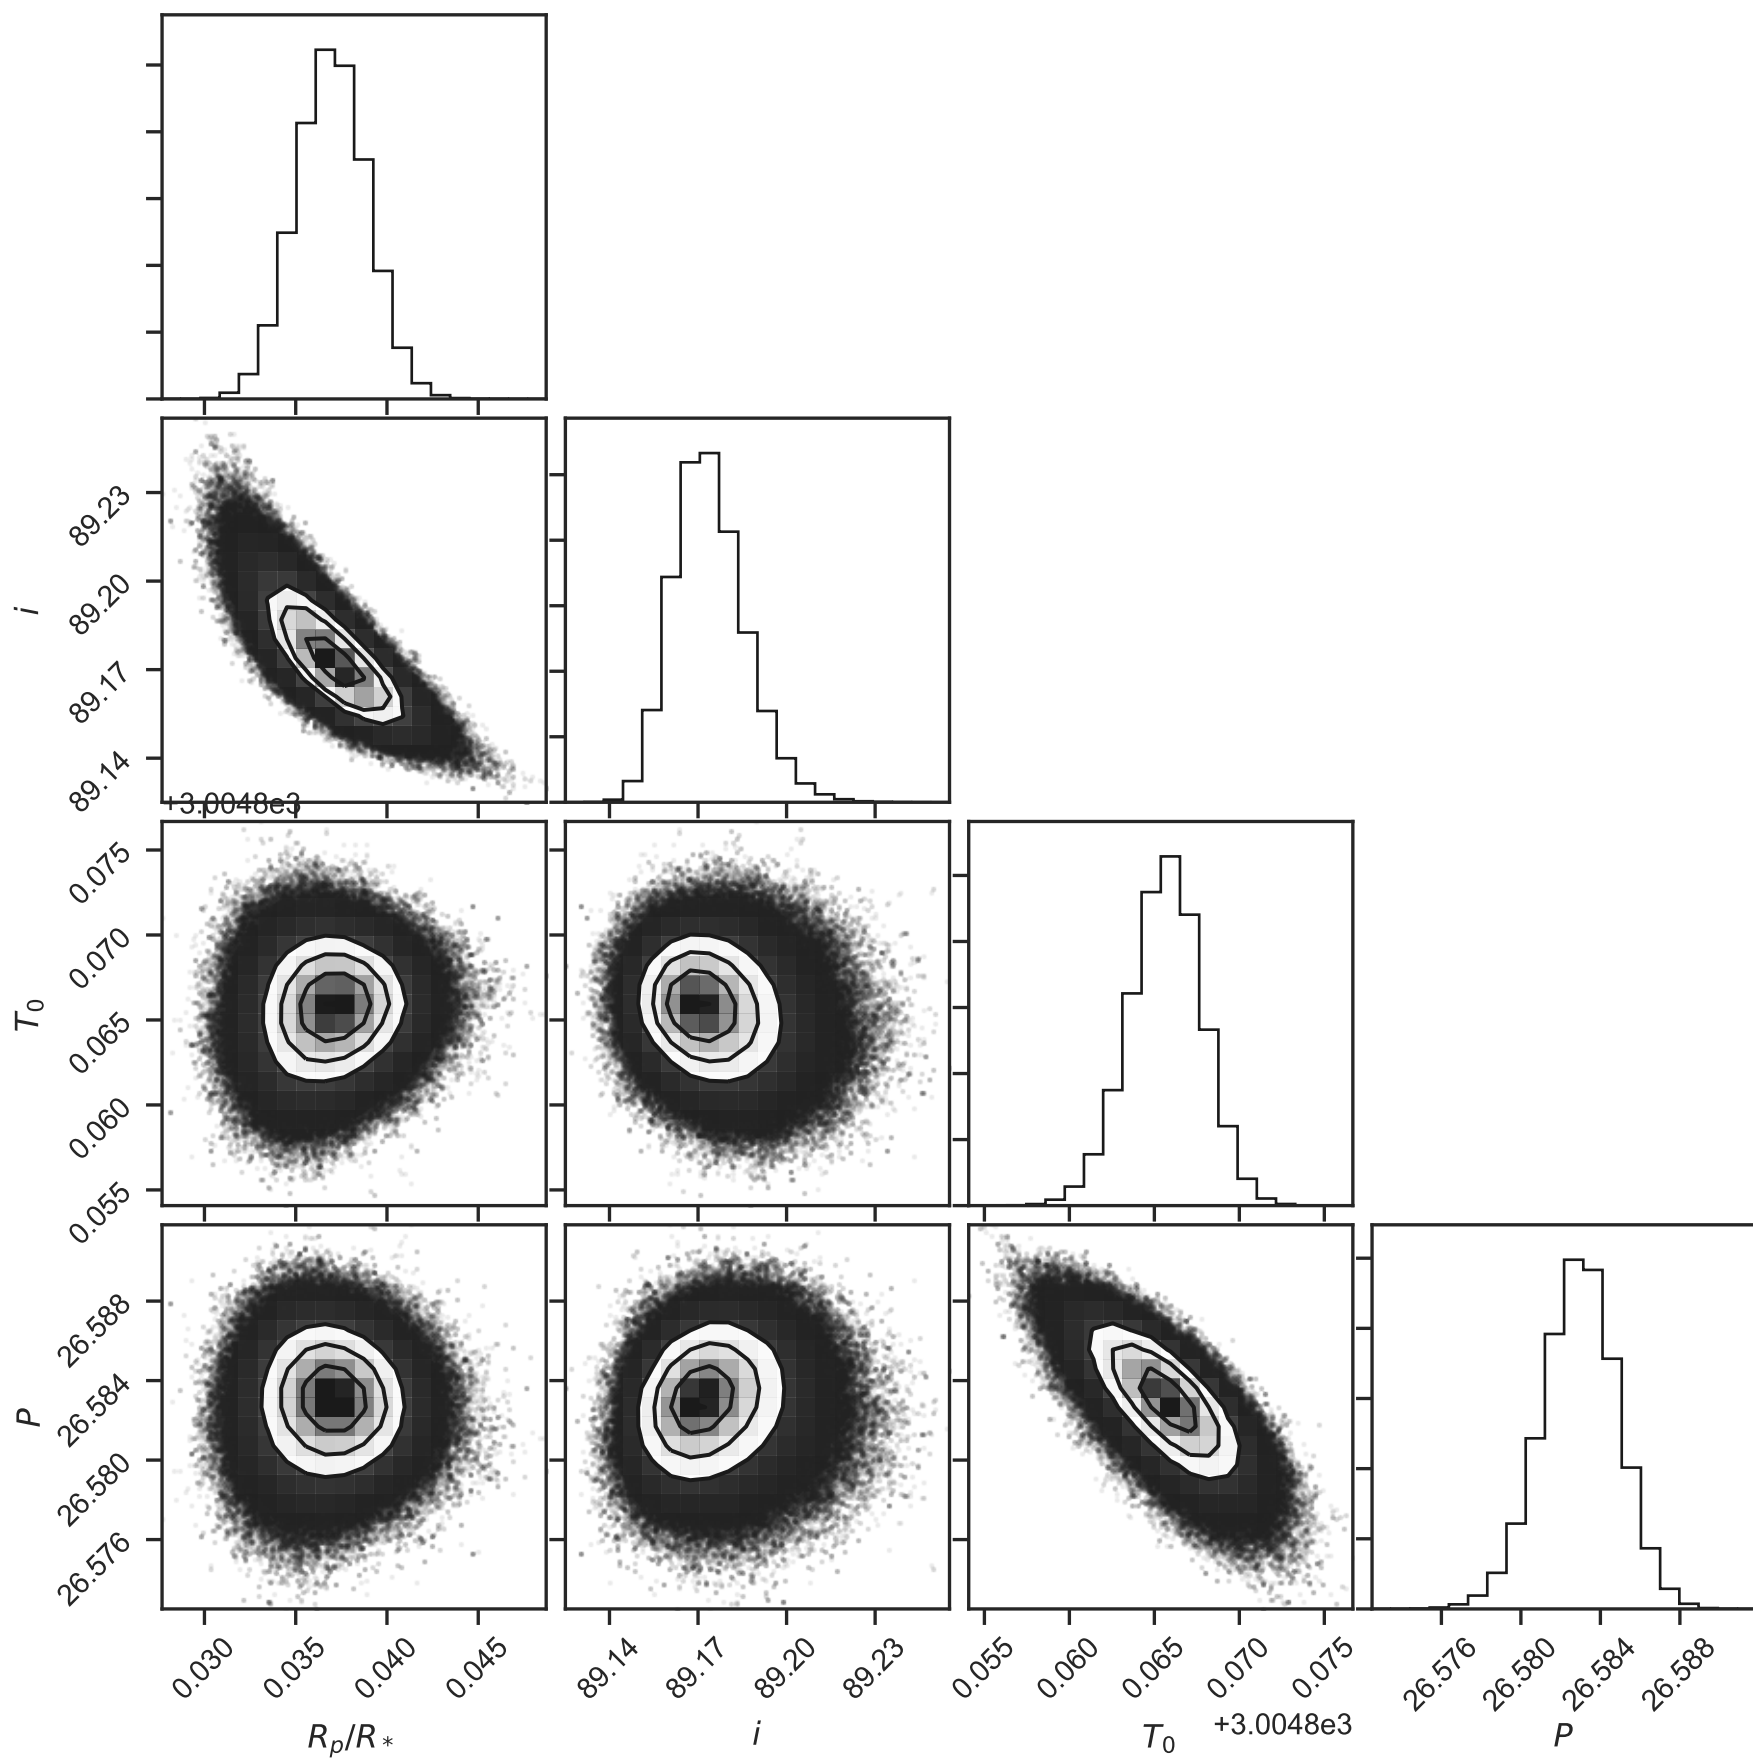 89.23
89.20
89.17
89.14
i
+3.0048e3
0.075
0.070
0.065
0.060
0.055
T₀
26.588
26.584
26.580
26.576
P
0.030 0.035 0.040 0.045
89.14 89.17 89.20 89.23
0.055 0.060 0.065 0.070 0.075
26.576 26.580 26.584 26.588
+3.0048e3
Rₚ/R* i T₀ P